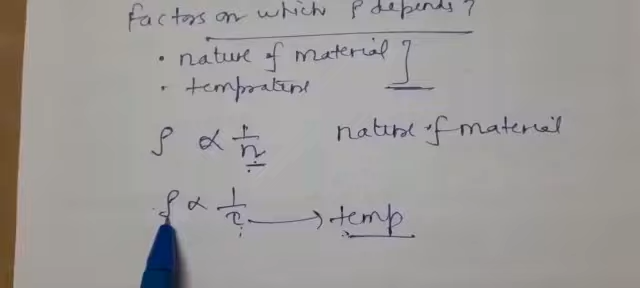 Factors on which ρ depends?
• nature of material
• temprature
ρ ∝ 1/n nature of material
ρ ∝ 1/τ → temp